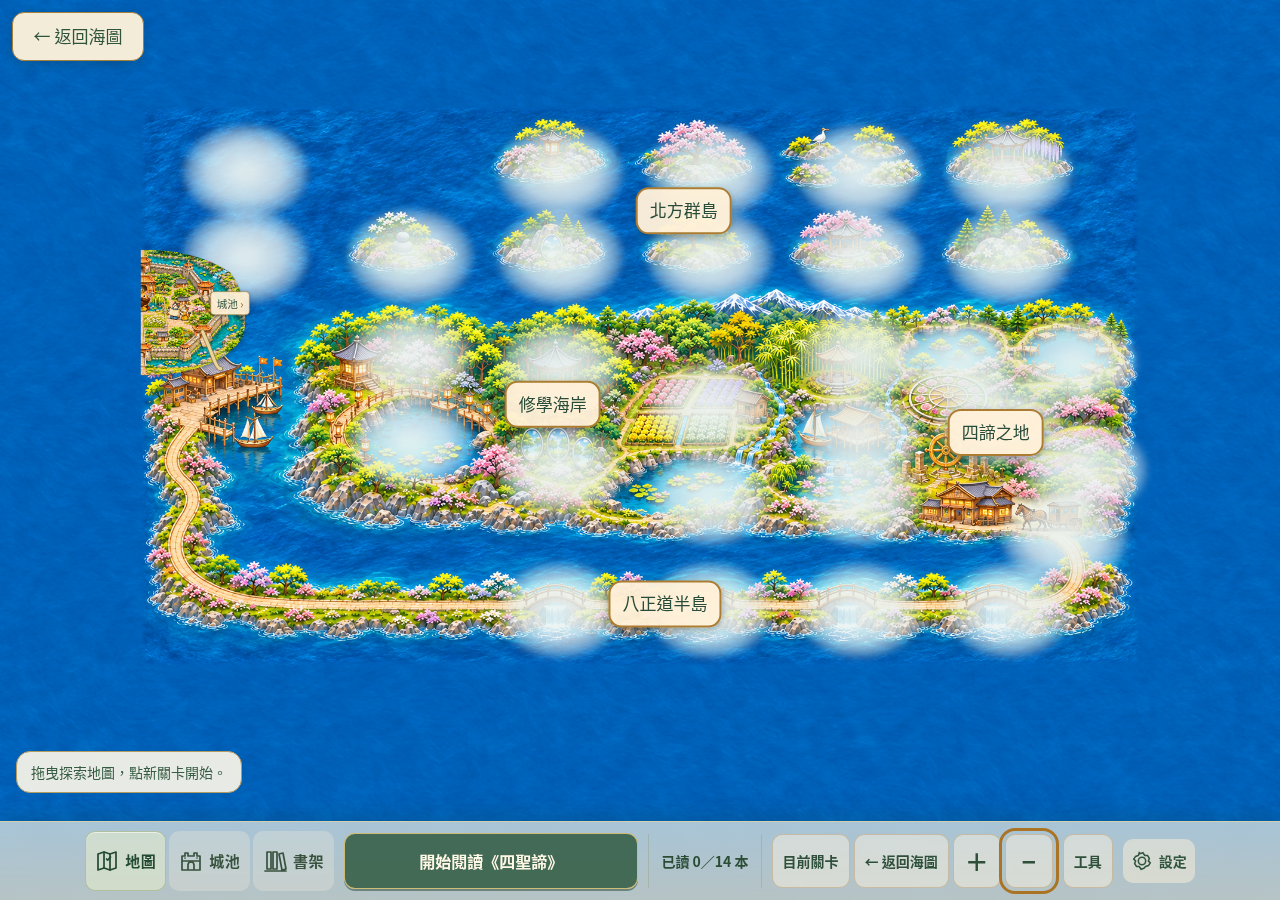 ← 返回海圖
北方群島
城池 ›
修學海岸
四諦之地
八正道半島
拖曳探索地圖，點新關卡開始。
地圖
城池
書架
開始閱讀《四聖諦》
已讀 0／14 本
目前關卡
← 返回海圖
＋
−
工具
設定